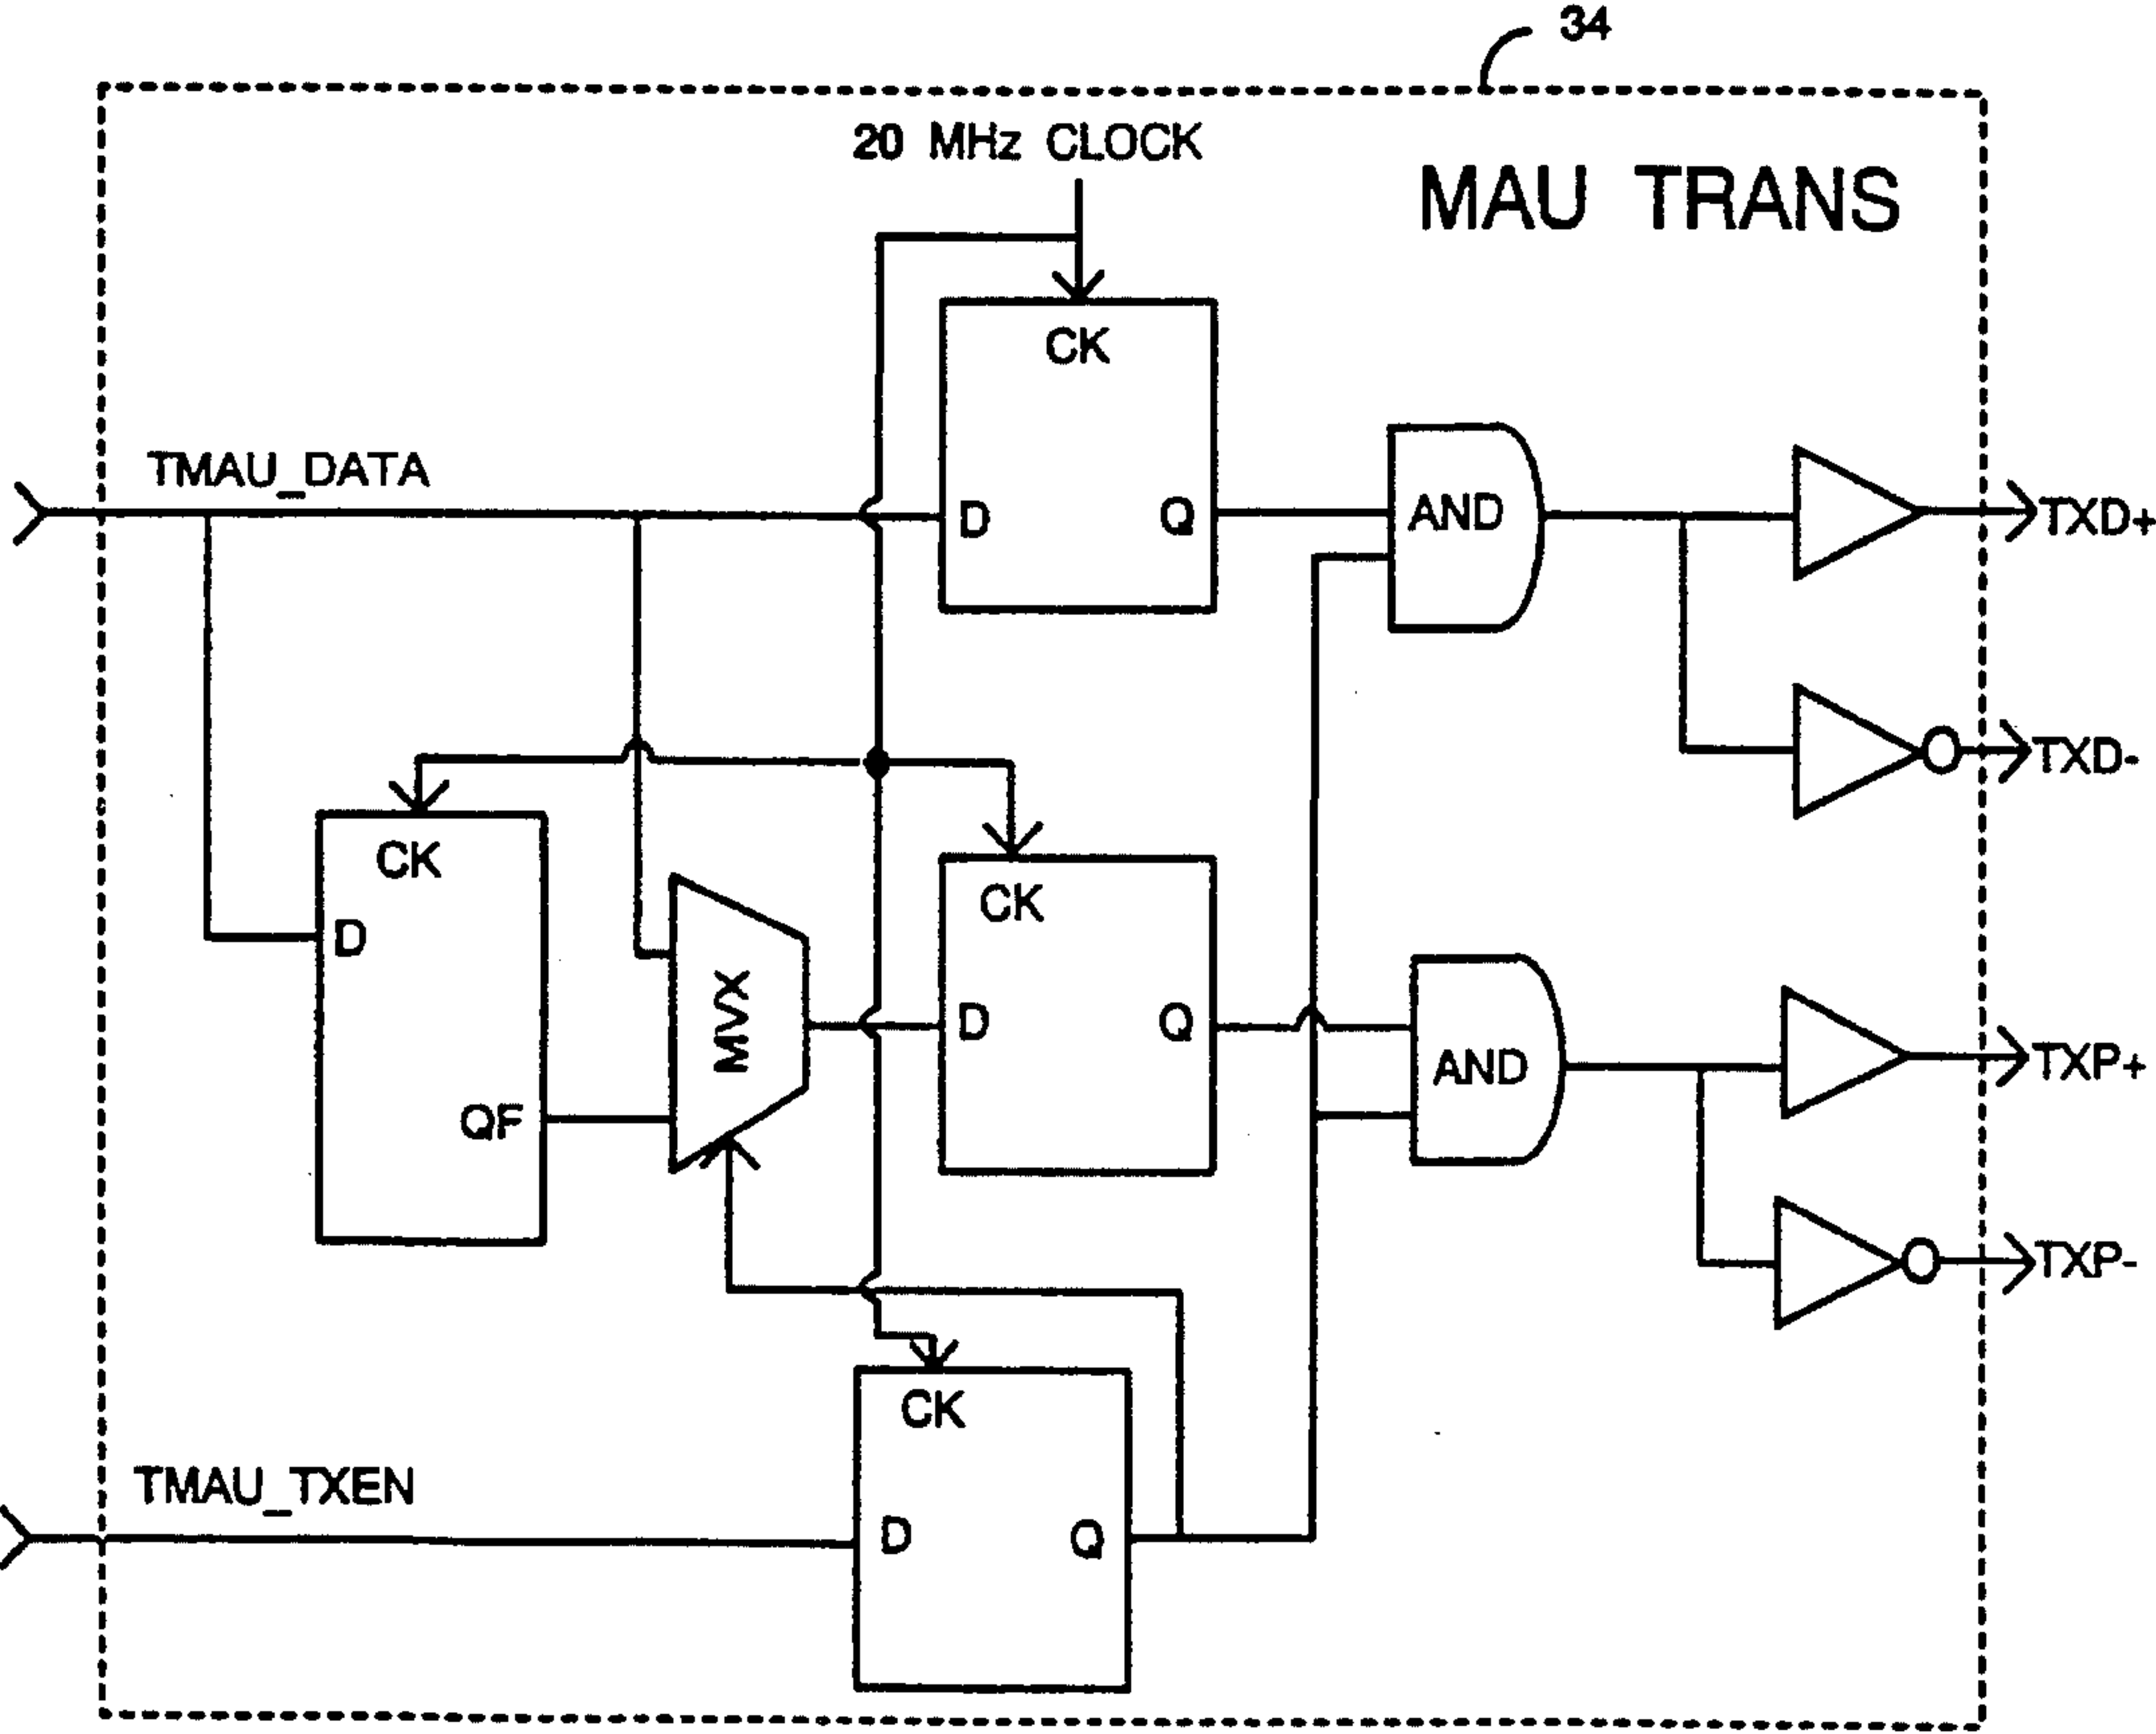 34
20 MHz CLOCK
MAU TRANS
CK
TMAU_DATA
D
Q
AND
TXD+
TXD-
CK
CK
D
MVX
D
Q
AND
TXP+
QF
TXP-
CK
TMAU_TXEN
D
Q